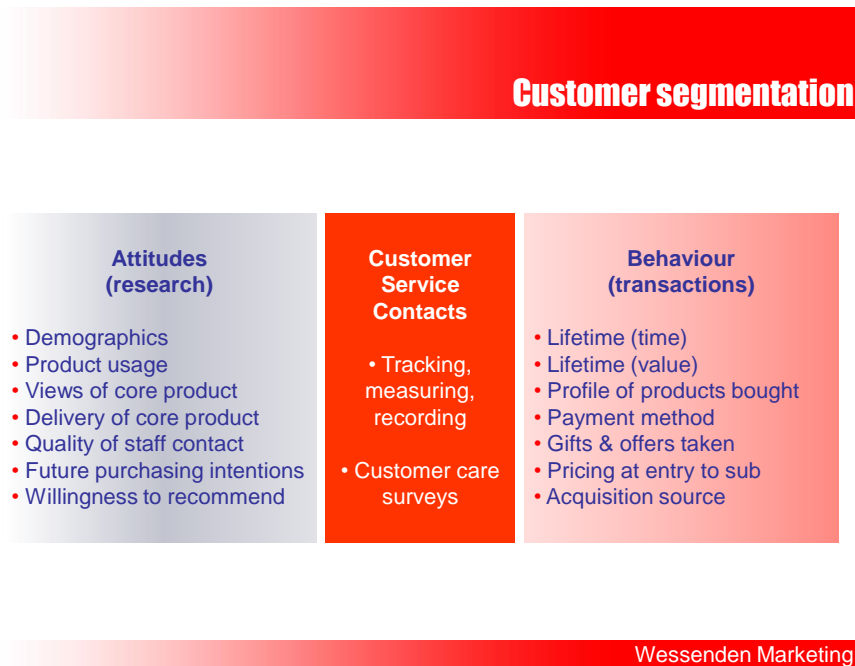 Customer segmentation
Attitudes
(research)
• Demographics
• Product usage
• Views of core product
• Delivery of core product
• Quality of staff contact
• Future purchasing intentions
• Willingness to recommend
Customer
Service
Contacts
• Tracking,
measuring,
recording
• Customer care
surveys
Behaviour
(transactions)
• Lifetime (time)
• Lifetime (value)
• Profile of products bought
• Payment method
• Gifts & offers taken
• Pricing at entry to sub
• Acquisition source
Wessenden Marketing